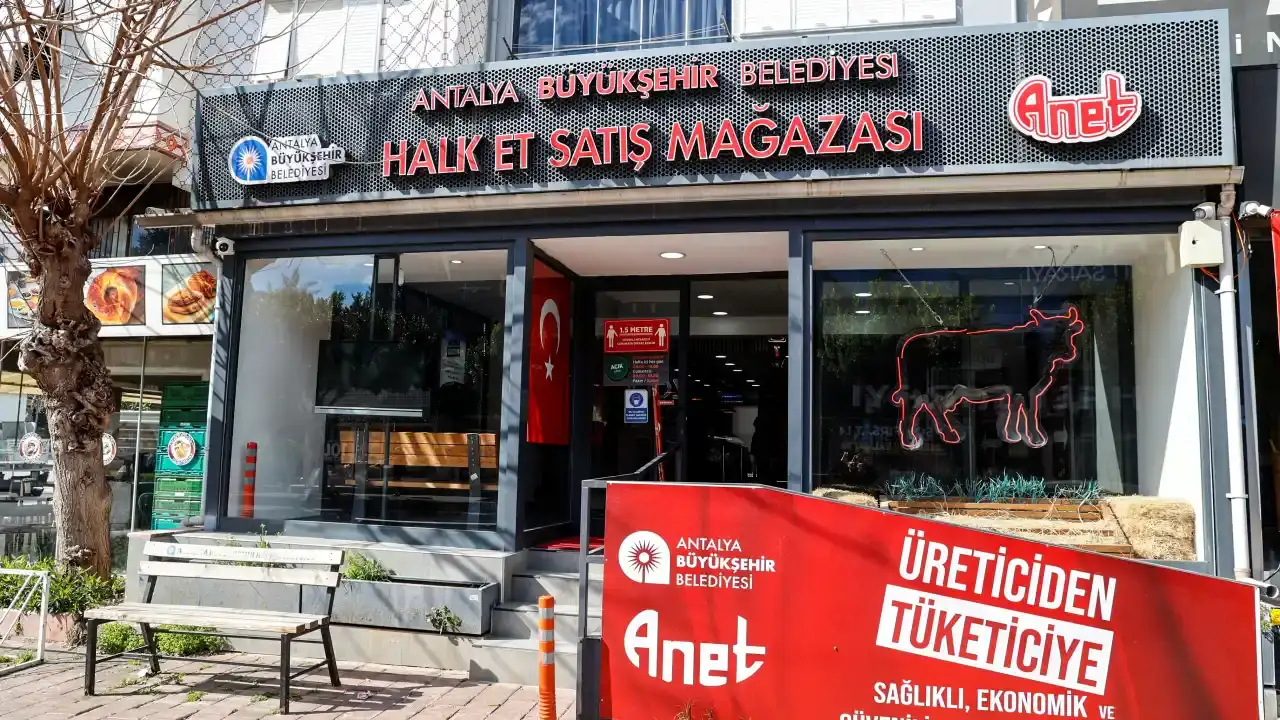 ANTALYA BÜYÜKŞEHİR BELEDİYESİ
HALK ET SATIŞ MAĞAZASI
ANTALYA
BÜYÜKŞEHİR
BELEDİYESİ
Anet
1.5 METRE
AÇIK
ANTALYA
BÜYÜKŞEHİR
BELEDİYESİ
Anet
ÜRETİCİDEN
TÜKETİCİYE
SAĞLIKLI, EKONOMİK VE